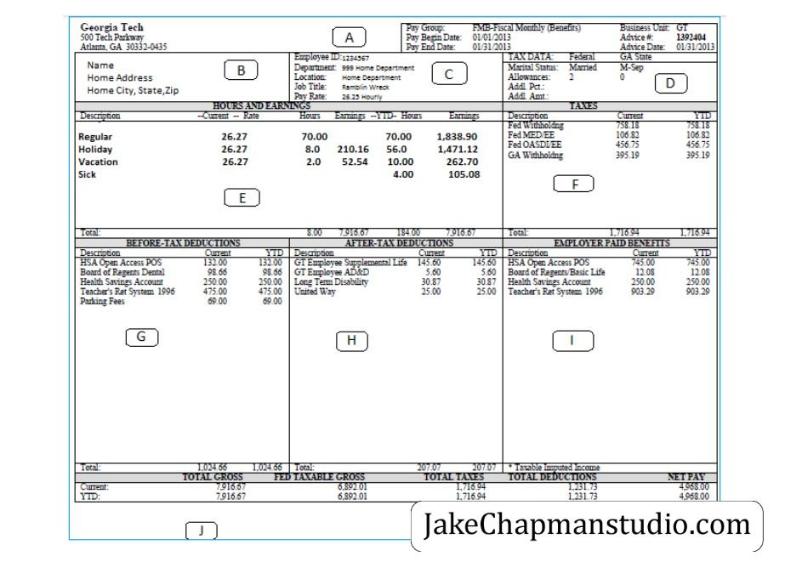 Georgia Tech
500 Tech Parkway
Atlanta, GA 30332-0435
A
Pay Group: FMB-Fiscal Monthly (Benefits)
Pay Begin Date: 01/01/2013
Pay End Date: 01/31/2013
Business Unit: GT
Advice #: 1392404
Advice Date: 01/31/2013
Name
Home Address
Home City, State,Zip
B
Employee ID:1234567
Department: 999 Home Department
Location: Home Department
Job Title: Ramblin Wreck
Pay Rate: 26.25 Hourly
C
TAX DATA: Federal GA State
Marital Status: Married M-Sep
Allowances: 2 0
Addl. Pct.:
Addl. Amt.:
D
HOURS AND EARNINGS
Description --Current -- Rate Hours Earnings --YTD-- Hours Earnings
Regular 26.27 70.00 70.00 1,838.90
Holiday 26.27 8.0 210.16 56.0 1,471.12
Vacation 26.27 2.0 52.54 10.00 262.70
Sick 4.00 105.08
E
Total: 8.00 7,916.67 184.00 7,916.67
TAXES
Description Current YTD
Fed Withholdng 758.18 758.18
Fed MED/EE 106.82 106.82
Fed OASDI/EE 456.75 456.75
GA Withholdng 395.19 395.19
F
Total: 1,716.94 1,716.94
BEFORE-TAX DEDUCTIONS
Description Current YTD
HSA Open Access POS 132.00 132.00
Board of Regents Dental 98.66 98.66
Health Savings Account 250.00 250.00
Teacher's Ret System 1996 475.00 475.00
Parking Fees 69.00 69.00
G
Total: 1,024.66 1,024.66
AFTER-TAX DEDUCTIONS
Description Current YTD
GT Employee Supplemental Life 145.60 145.60
GT Employee AD&D 5.60 5.60
Long Term Disability 30.87 30.87
United Way 25.00 25.00
H
Total: 207.07 207.07
EMPLOYER PAID BENEFITS
Description Current YTD
HSA Open Access POS 745.00 745.00
Board of Regents/Basic Life 12.08 12.08
Health Savings Account 250.00 250.00
Teacher's Ret System 1996 903.29 903.29
I
* Taxable Imputed Income
TOTAL GROSS FED TAXABLE GROSS TOTAL TAXES TOTAL DEDUCTIONS NET PAY
Current: 7,916.67 6,892.01 1,716.94 1,231.73 4,968.00
YTD: 7,916.67 6,892.01 1,716.94 1,231.73 4,968.00
J
JakeChapmanstudio.com